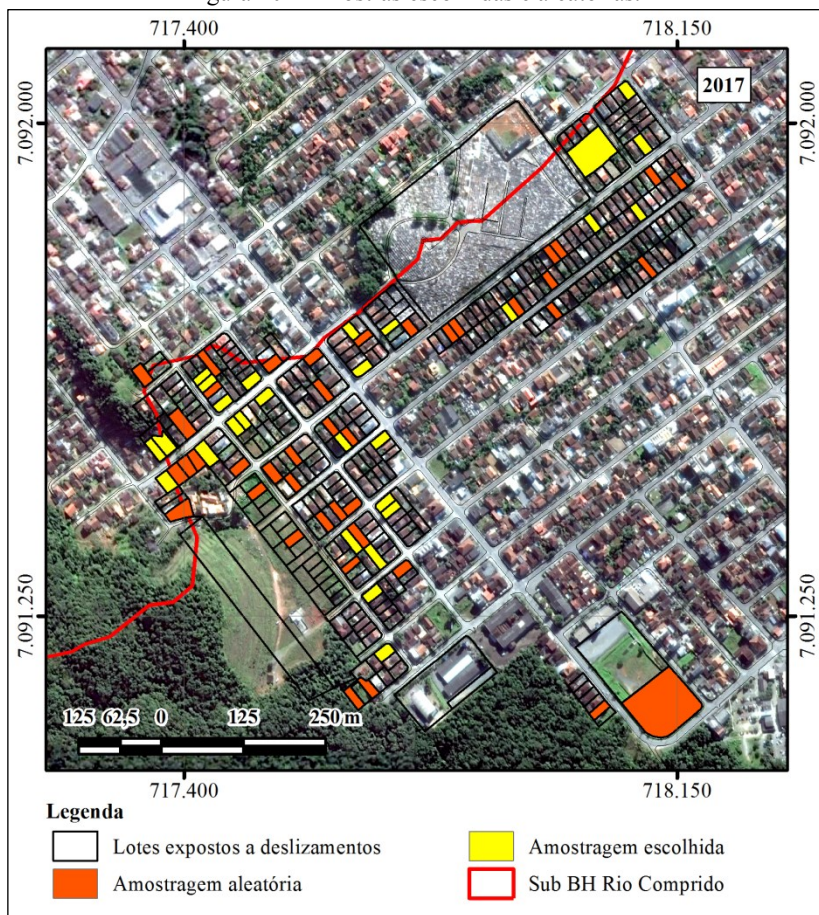 717.400 718.150
2017
7.092.000 7.092.000
7.091.250 7.091.250
125 62,5 0 125 250 m
717.400 718.150
Legenda
Lotes expostos a deslizamentos
Amostragem escolhida
Amostragem aleatória
Sub BH Rio Comprido